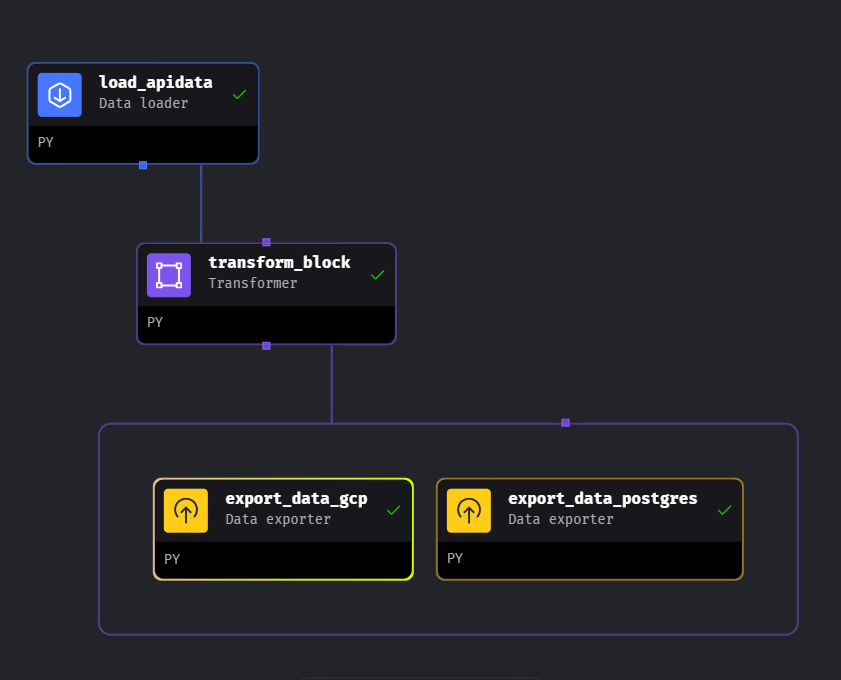 load_apidata
Data loader
PY
transform_block
Transformer
PY
export_data_gcp
Data exporter
PY
export_data_postgres
Data exporter
PY